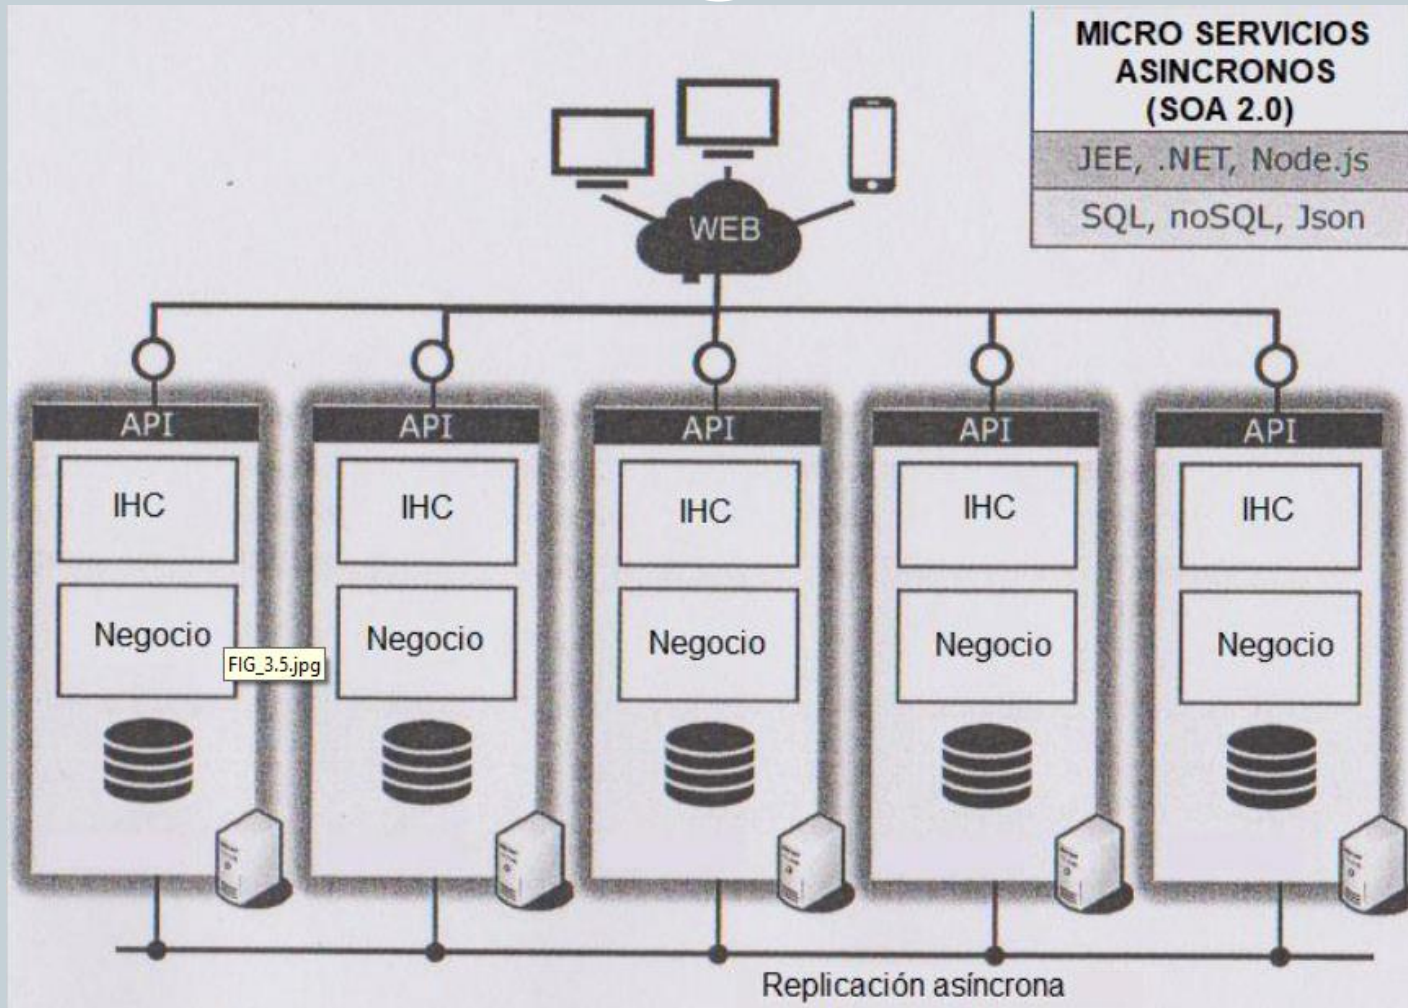 MICRO SERVICIOS
ASINCRONOS
(SOA 2.0)
JEE, .NET, Node.js
SQL, noSQL, Json
WEB
API
API
API
API
API
IHC
IHC
IHC
IHC
IHC
Negocio
Negocio
Negocio
Negocio
Negocio
FIG_3.5.jpg
Replicación asíncrona